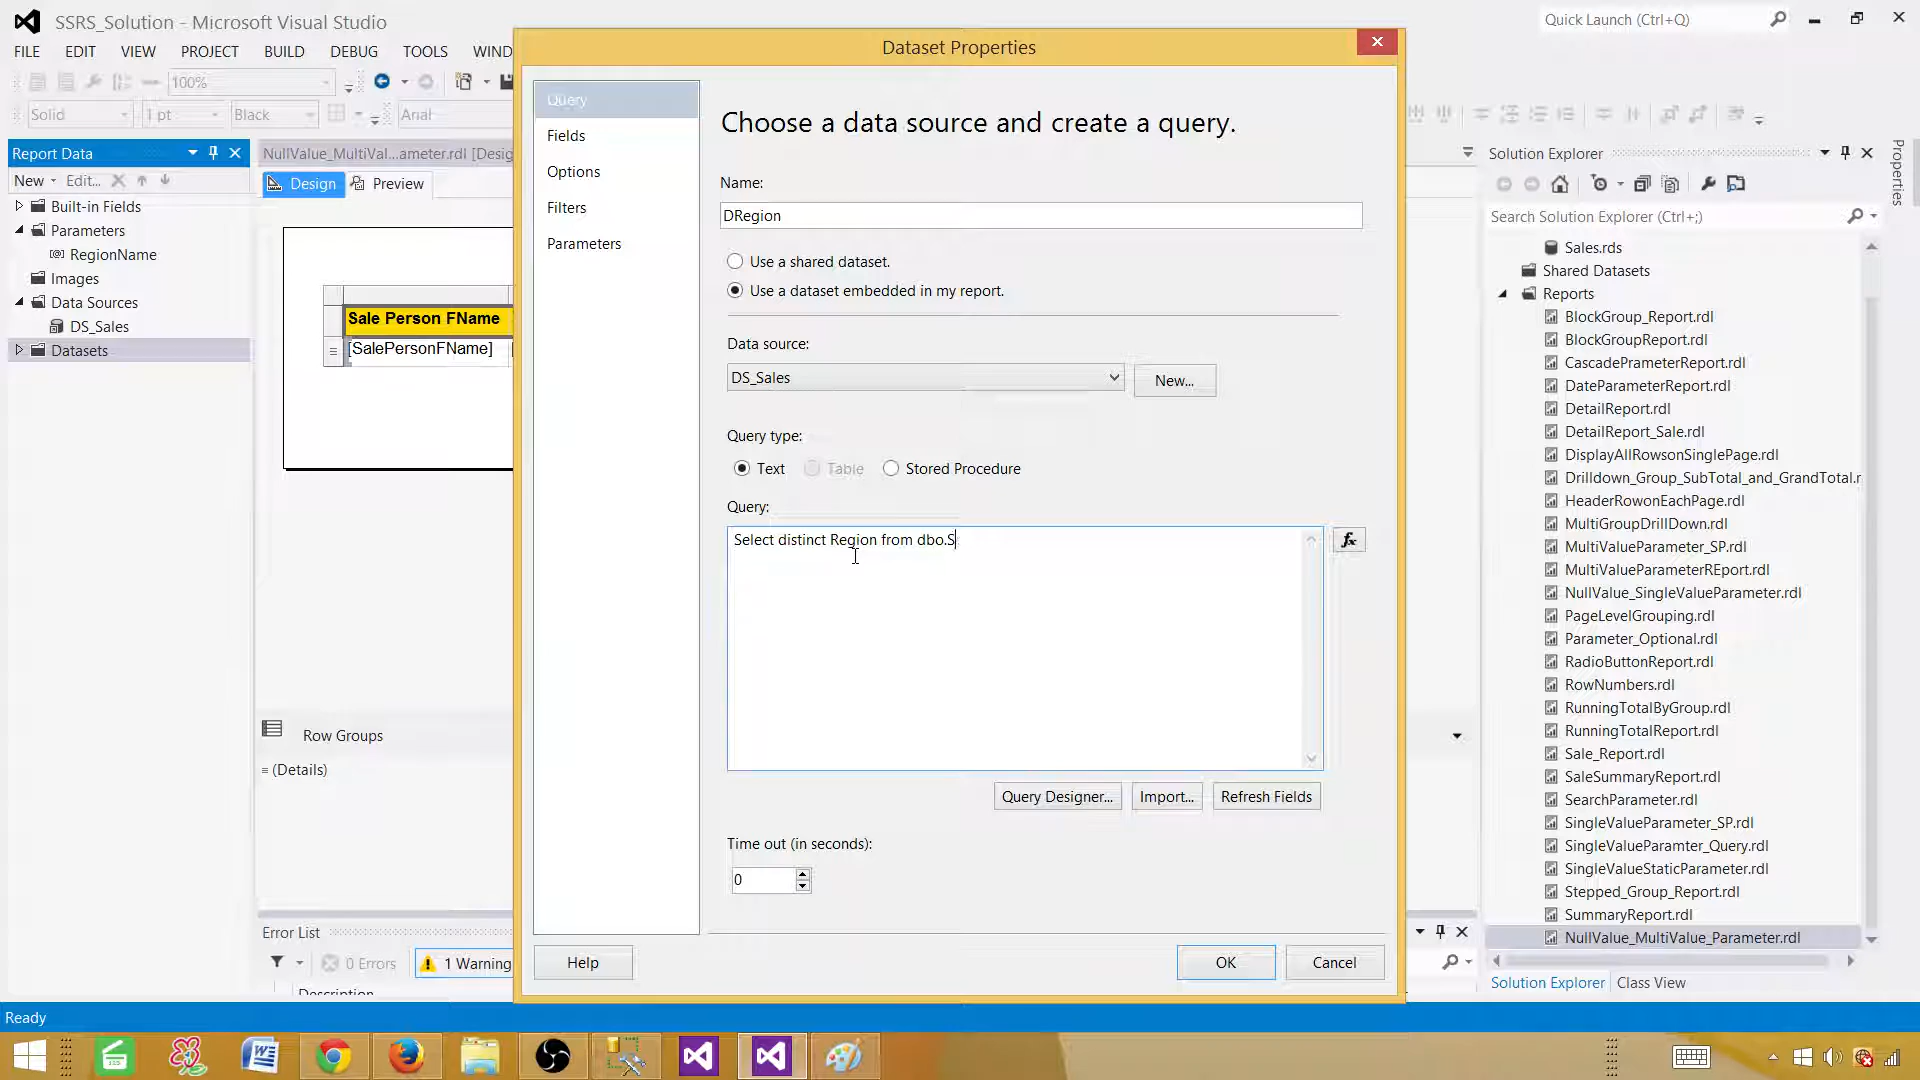 SSRS_Solution - Microsoft Visual Studio
Quick Launch (Ctrl+Q)
FILE EDIT VIEW PROJECT BUILD DEBUG TOOLS WIND
100%
Solid 1 pt Black Arial
Report Data
New Edit...
Built-in Fields
Parameters
RegionName
Images
Data Sources
DS_Sales
Datasets
NullValue_MultiVal...ameter.rdl [Desig
Design Preview
Sale Person FName
[SalePersonFName]
Row Groups
(Details)
Error List
0 Errors 1 Warning
Description
Dataset Properties
Query
Fields
Options
Filters
Parameters
Choose a data source and create a query.
Name:
DRegion
Use a shared dataset.
Use a dataset embedded in my report.
Data source:
DS_Sales New...
Query type:
Text Table Stored Procedure
Query:
Select distinct Region from dbo.S
fx
Query Designer... Import... Refresh Fields
Time out (in seconds):
0
Help OK Cancel
Solution Explorer
Search Solution Explorer (Ctrl+;)
Sales.rds
Shared Datasets
Reports
BlockGroup_Report.rdl
BlockGroupReport.rdl
CascadePrameterReport.rdl
DateParameterReport.rdl
DetailReport.rdl
DetailReport_Sale.rdl
DisplayAllRowsonSinglePage.rdl
Drilldown_Group_SubTotal_and_GrandTotal.r
HeaderRowonEachPage.rdl
MultiGroupDrillDown.rdl
MultiValueParameter_SP.rdl
MultiValueParameterREport.rdl
NullValue_SingleValueParameter.rdl
PageLevelGrouping.rdl
Parameter_Optional.rdl
RadioButtonReport.rdl
RowNumbers.rdl
RunningTotalByGroup.rdl
RunningTotalReport.rdl
Sale_Report.rdl
SaleSummaryReport.rdl
SearchParameter.rdl
SingleValueParameter_SP.rdl
SingleValueParamter_Query.rdl
SingleValueStaticParameter.rdl
Stepped_Group_Report.rdl
SummaryReport.rdl
NullValue_MultiValue_Parameter.rdl
Solution Explorer Class View
Properties
Ready